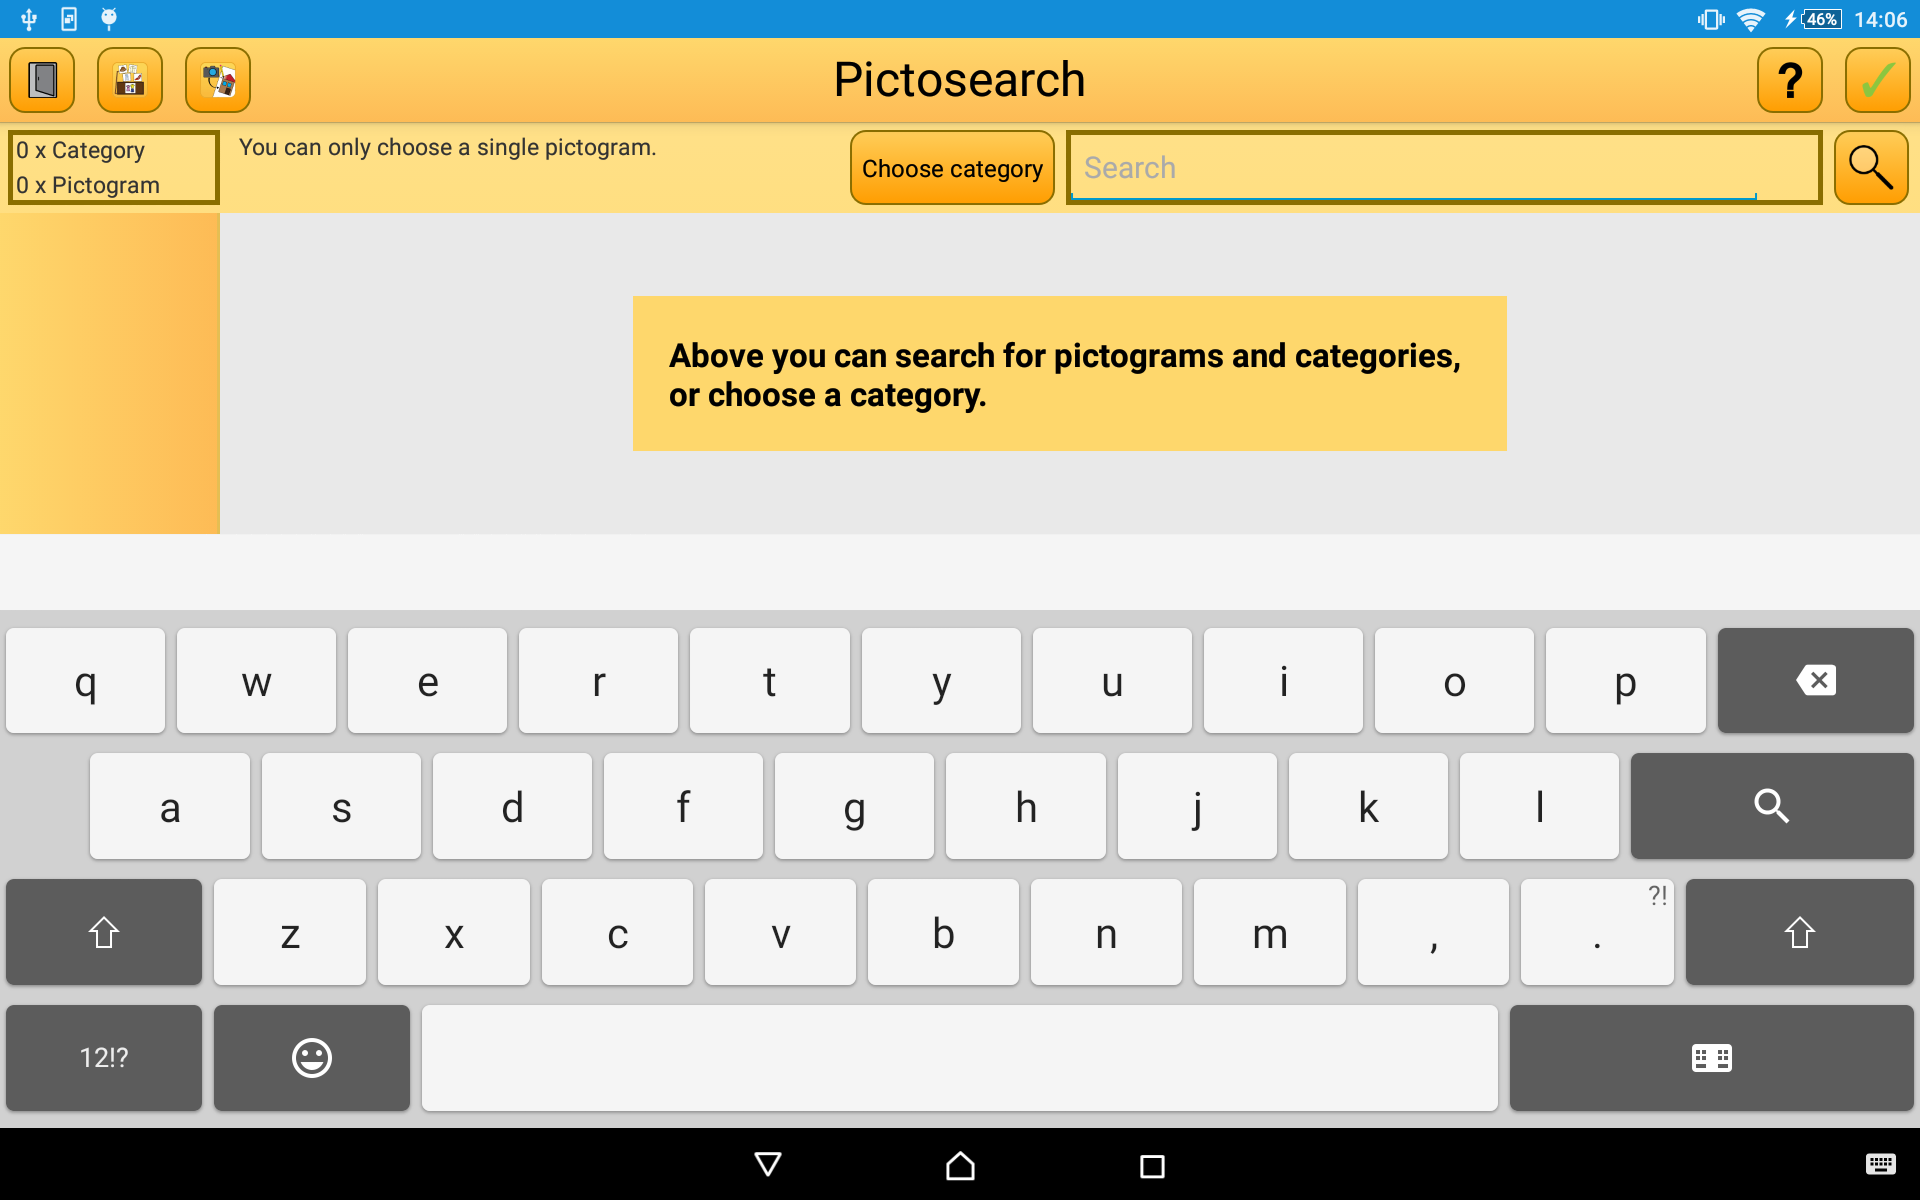 46% 14:06
Pictosearch
?
0 x Category
0 x Pictogram
You can only choose a single pictogram.
Choose category
Search
Above you can search for pictograms and categories,
or choose a category.
q w e r t y u i o p
a s d f g h j k l
z x c v b n m , . ?!
12!?